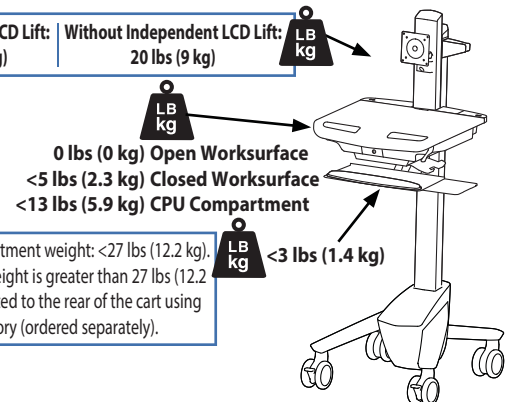 CD Lift: Without Independent LCD Lift:
20 lbs (9 kg)
LB
kg
LB
kg
0 lbs (0 kg) Open Worksurface
<5 lbs (2.3 kg) Closed Worksurface
<13 lbs (5.9 kg) CPU Compartment
tment weight: <27 lbs (12.2 kg).
eight is greater than 27 lbs (12.2
ted to the rear of the cart using
ory (ordered separately).
LB
kg
<3 lbs (1.4 kg)